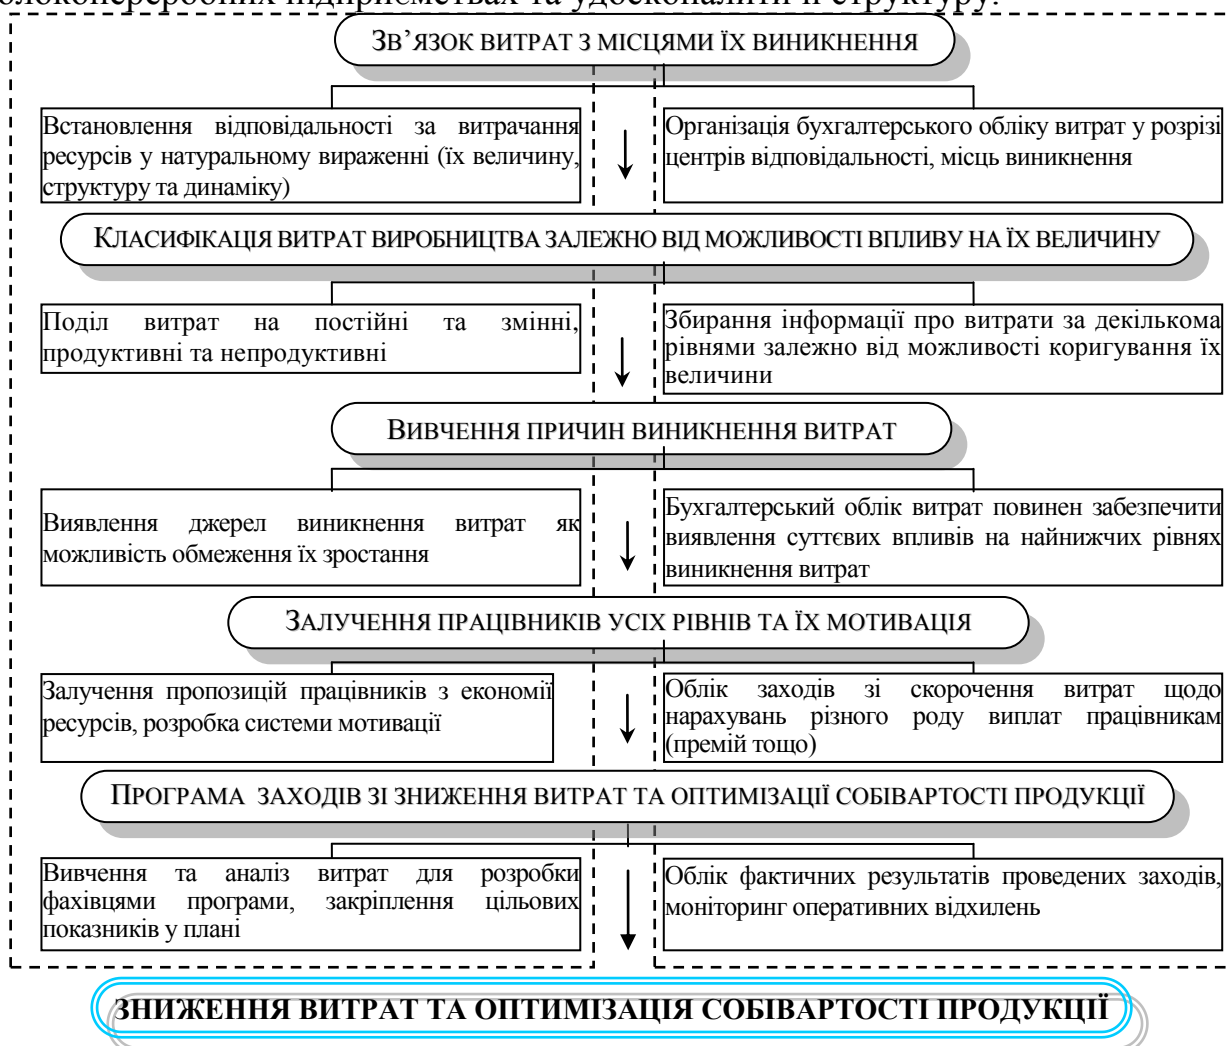 молокопереробних підприємствах та удосконалити її структуру.
ЗВ’ЯЗОК ВИТРАТ З МІСЦЯМИ ЇХ ВИНИКНЕННЯ
Встановлення відповідальності за витрачання
ресурсів у натуральному вираженні (їх величину,
структуру та динаміку)
Організація бухгалтерського обліку витрат у розрізі
центрів відповідальності, місць виникнення
КЛАСИФІКАЦІЯ ВИТРАТ ВИРОБНИЦТВА ЗАЛЕЖНО ВІД МОЖЛИВОСТІ ВПЛИВУ НА ЇХ ВЕЛИЧИНУ
Поділ витрат на постійні та змінні,
продуктивні та непродуктивні
Збирання інформації про витрати за декількома
рівнями залежно від можливості коригування їх
величини
ВИВЧЕННЯ ПРИЧИН ВИНИКНЕННЯ ВИТРАТ
Виявлення джерел виникнення витрат як
можливість обмеження їх зростання
Бухгалтерський облік витрат повинен забезпечити
виявлення суттєвих впливів на найнижчих рівнях
виникнення витрат
ЗАЛУЧЕННЯ ПРАЦІВНИКІВ УСІХ РІВНІВ ТА ЇХ МОТИВАЦІЯ
Залучення пропозицій працівників з економії
ресурсів, розробка системи мотивації
Облік заходів зі скорочення витрат щодо
нарахувань різного роду виплат працівникам
(премій тощо)
ПРОГРАМА ЗАХОДІВ ЗІ ЗНИЖЕННЯ ВИТРАТ ТА ОПТИМІЗАЦІЇ СОБІВАРТОСТІ ПРОДУКЦІЇ
Вивчення та аналіз витрат для розробки
фахівцями програми, закріплення цільових
показників у плані
Облік фактичних результатів проведених заходів,
моніторинг оперативних відхилень
ЗНИЖЕННЯ ВИТРАТ ТА ОПТИМІЗАЦІЯ СОБІВАРТОСТІ ПРОДУКЦІЇ